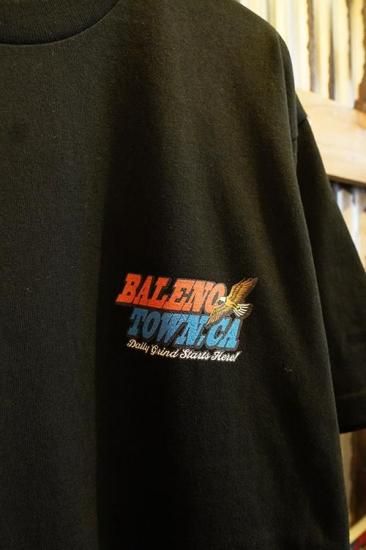 BALENO
TOWN.CA
Daily Grind Starts Here!